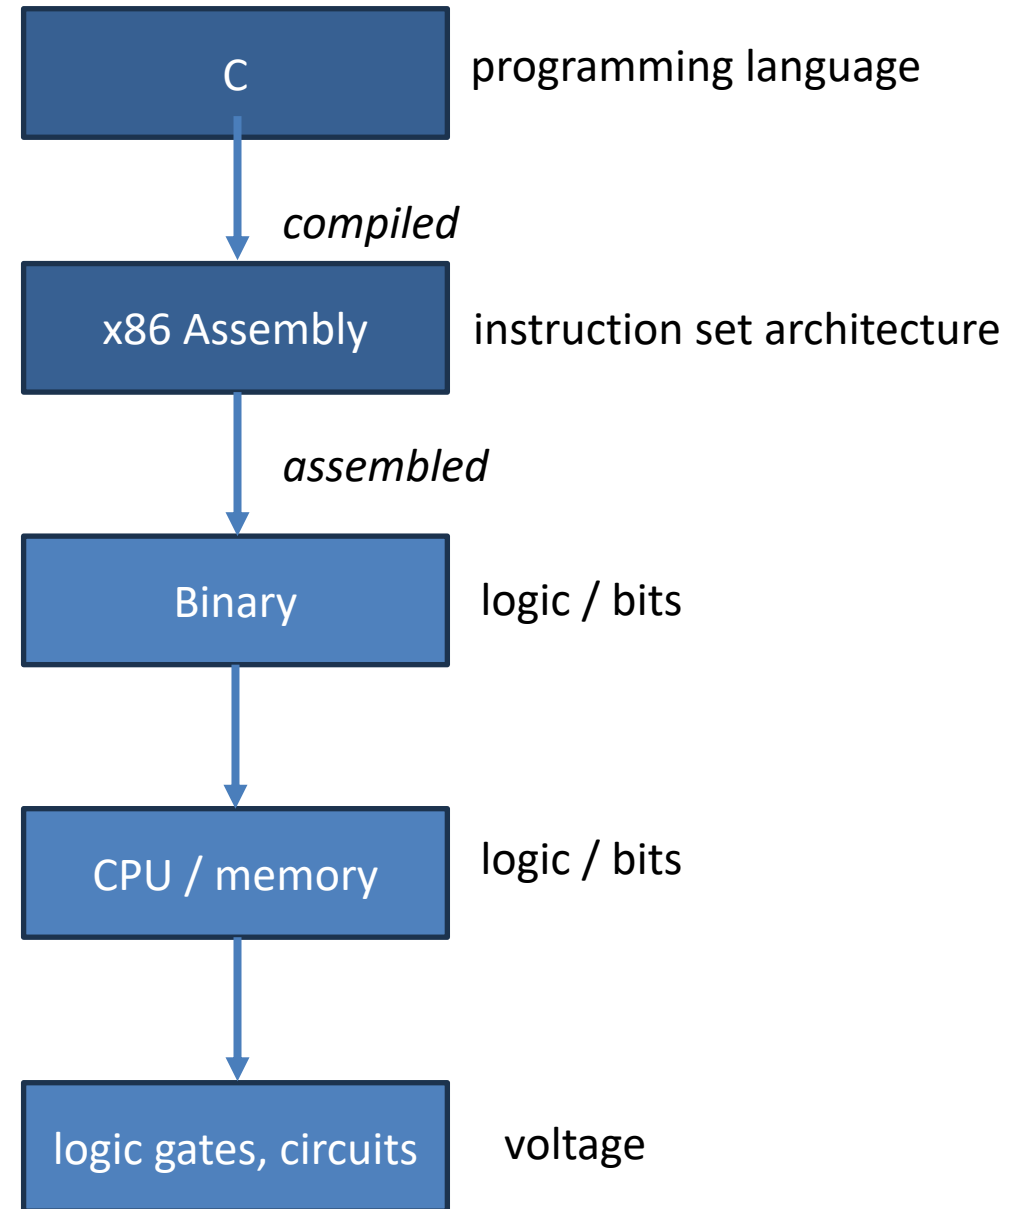 C
programming language
compiled
x86 Assembly
instruction set architecture
assembled
Binary
logic / bits
CPU / memory
logic / bits
logic gates, circuits
voltage